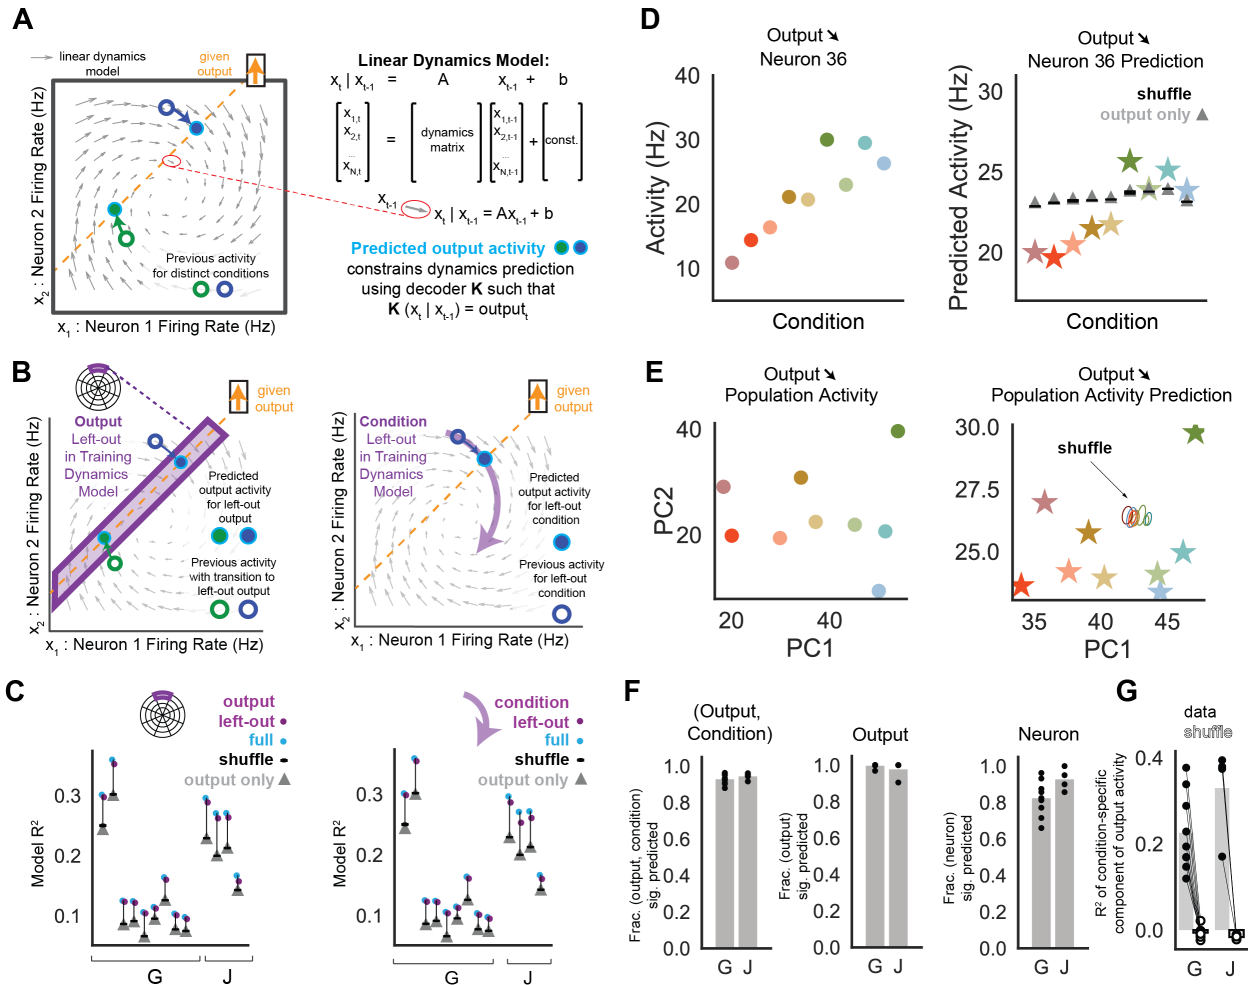 A
linear dynamics
model
given
output
x2 : Neuron 2 Firing Rate (Hz)
Previous activity
for distinct conditions
x1 : Neuron 1 Firing Rate (Hz)
Linear Dynamics Model:
xt | xt-1 = A xt-1 + b
x1,t
x2,t
...
xN,t
=
dynamics
matrix
x1,t-1
x2,t-1
...
xN,t-1
+
const.
xt-1
xt | xt-1 = Axt-1 + b
Predicted output activity
constrains dynamics prediction
using decoder K such that
K (xt | xt-1) = outputt
B
given
output
Output
Left-out
in Training
Dynamics
Model
Predicted
output activity
for left-out
output
Previous activity
with transition to
left-out output
x2 : Neuron 2 Firing Rate (Hz)
x1 : Neuron 1 Firing Rate (Hz)
given
output
Condition
Left-out
in Training
Dynamics
Model
Predicted
output activity
for left-out
condition
Previous activity
for left-out
condition
x2 : Neuron 2 Firing Rate (Hz)
x1 : Neuron 1 Firing Rate (Hz)
C
output
left-out
full
shuffle
output only
Model R2
0.3
0.2
0.1
G
J
condition
left-out
full
shuffle
output only
Model R2
0.3
0.2
0.1
G
J
D
Output ➘
Neuron 36
Activity (Hz)
40
30
20
10
Condition
Output ➘
Neuron 36 Prediction
shuffle
output only
Predicted Activity (Hz)
30
25
20
Condition
E
Output ➘
Population Activity
PC2
40
20
20
40
PC1
Output ➘
Population Activity Prediction
shuffle
30.0
27.5
25.0
35
40
45
PC1
F
(Output,
Condition)
Frac. (output, condition)
sig. predicted
1.0
0.8
0.6
0.4
0.2
0.0
G J
Output
Frac. (output)
sig. predicted
1.0
0.8
0.6
0.4
0.2
0.0
G J
Neuron
Frac. (neuron)
sig. predicted
1.0
0.8
0.6
0.4
0.2
0.0
G J
G
data
shuffle
R2 of condition-specific
component of output activity
0.4
0.2
0.0
G J